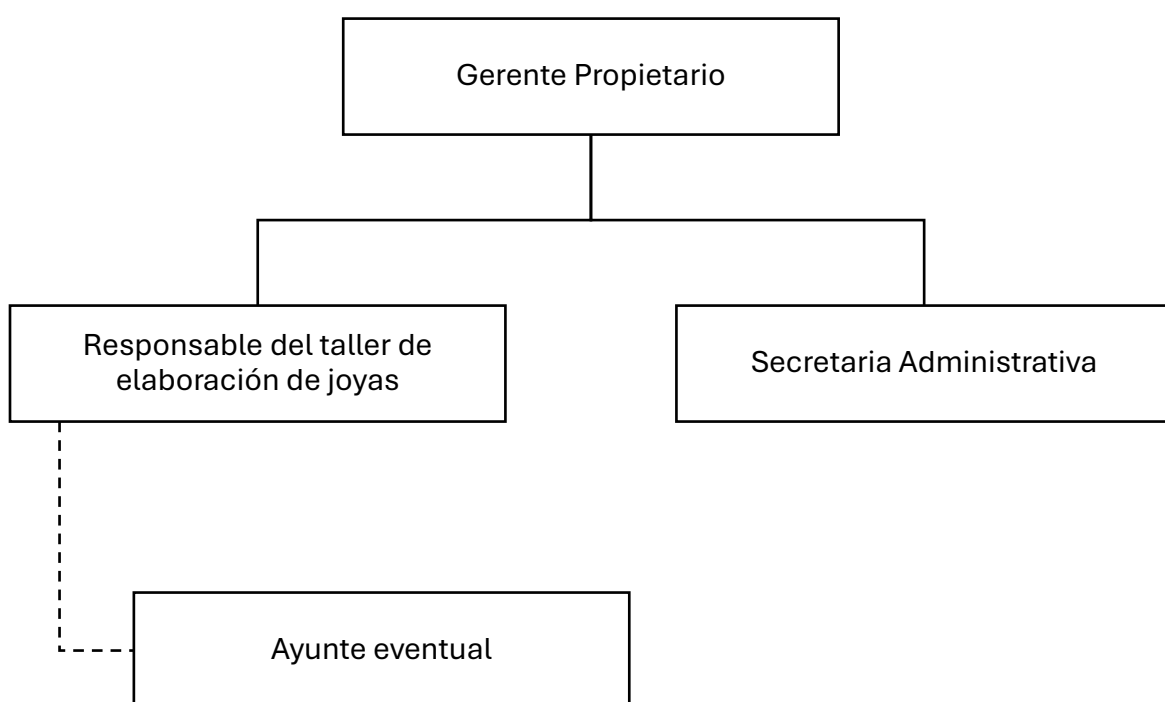 Gerente Propietario
Responsable del taller de
elaboración de joyas
Secretaria Administrativa
Ayunte eventual